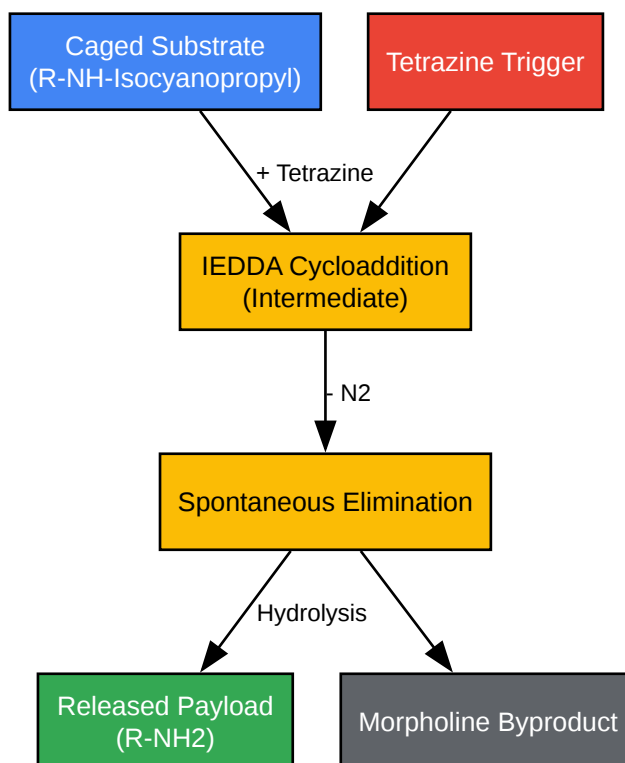 Caged Substrate
(R-NH-Isocyanopropyl)
Tetrazine Trigger
+ Tetrazine
IEDDA Cycloaddition
(Intermediate)
- N2
Spontaneous Elimination
Hydrolysis
Released Payload
(R-NH2)
Morpholine Byproduct